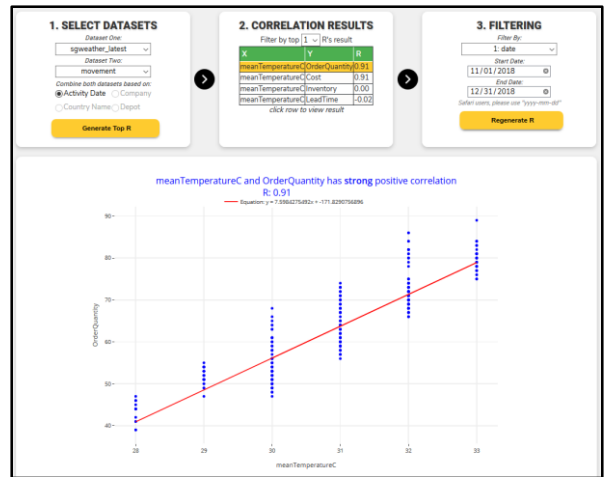 1. SELECT DATASETS
Dataset One:
sgweather_latest
Dataset Two:
movement
Combine both datasets based on:
Activity Date Company
Country Name Depot
Generate Top R
2. CORRELATION RESULTS
Filter by top 1 R's result
X Y R
meanTemperatureC OrderQuantity 0.91
meanTemperatureC Cost 0.91
meanTemperatureC Inventory 0.00
meanTemperatureC LeadTime -0.02
click row to view result
3. FILTERING
Filter By:
1: date
Start Date:
11/01/2018
End Date:
12/31/2018
Safari users, please use "yyyy-mm-dd"
Regenerate R
meanTemperatureC and OrderQuantity has strong positive correlation
R: 0.91
Equation: y =
90
80
70
60
50
40
OrderQuantity
28 29 30 31 32 33
meanTemperatureC